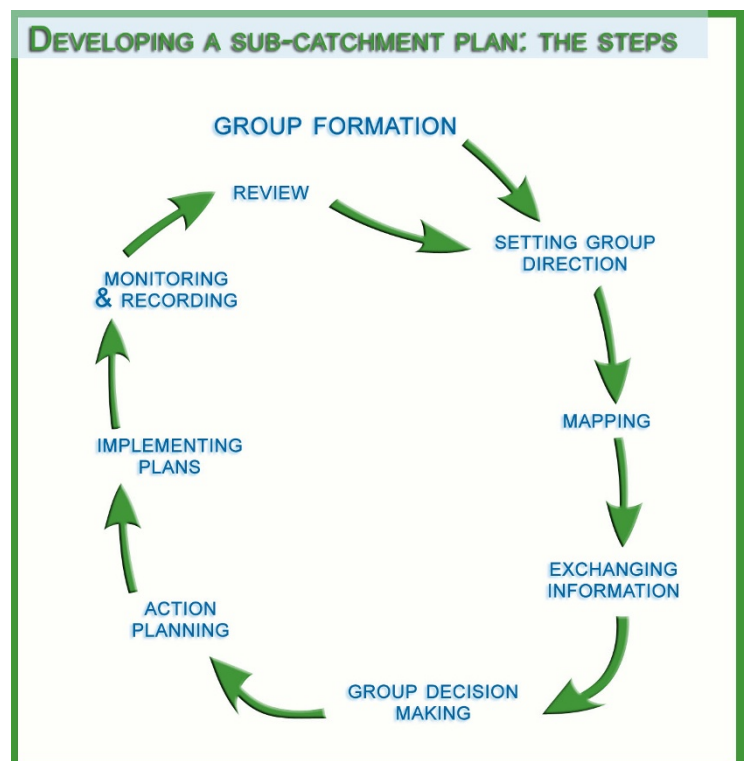 DEVELOPING A SUB-CATCHMENT PLAN: THE STEPS
GROUP FORMATION
REVIEW
SETTING GROUP
DIRECTION
MONITORING
& RECORDING
MAPPING
IMPLEMENTING
PLANS
EXCHANGING
INFORMATION
ACTION
PLANNING
GROUP DECISION
MAKING